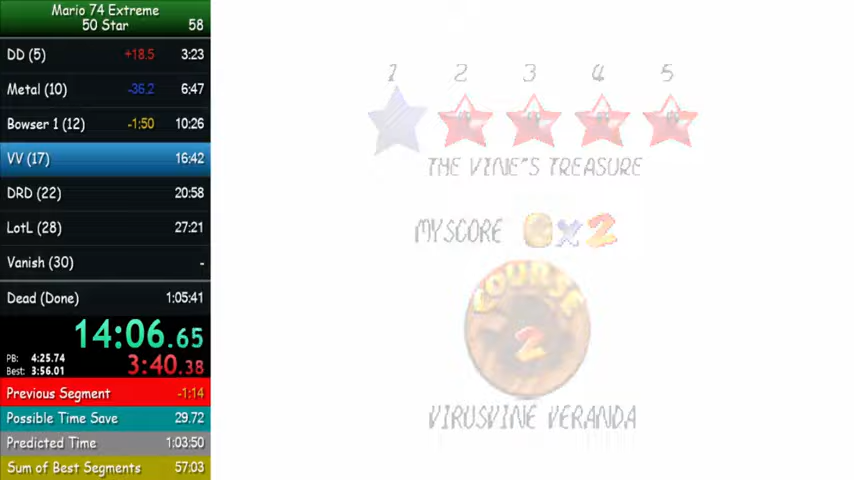 Mario 74 Extreme
50 Star 58
DD (5) +18.5 3:23
Metal (10) -36.2 6:47
Bowser 1 (12) -1:50 10:26
VV (17) 16:42
DRD (22) 20:58
LotL (28) 27:21
Vanish (30) -
Dead (Done) 1:05:41
14:06.65
PB: 4:25.74
Best: 3:56.01
3:40.38
Previous Segment -1:14
Possible Time Save 29.72
Predicted Time 1:03:50
Sum of Best Segments 57:03
1 2 3 4 5
THE VINE"S TREASURE
MY SCORE x2
COURSE
2
VIRUSVINE VERANDA